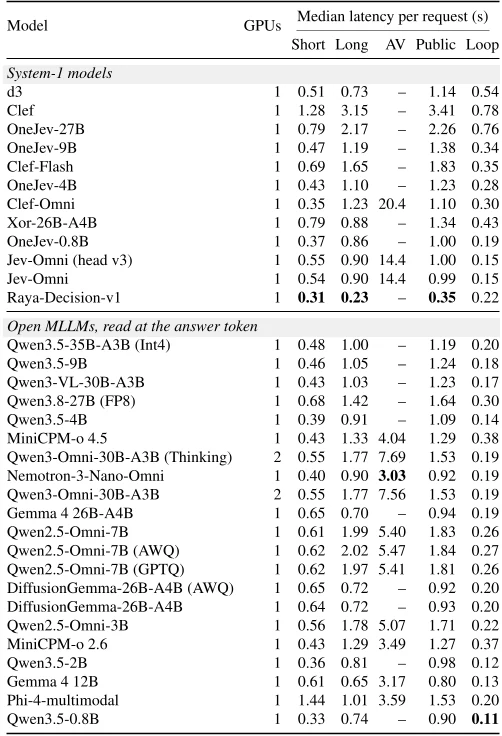 Model GPUs Median latency per request (s)
Short Long AV Public Loop
System-1 models
d3 1 0.51 0.73 – 1.14 0.54
Clef 1 1.28 3.15 – 3.41 0.78
OneJev-27B 1 0.79 2.17 – 2.26 0.76
OneJev-9B 1 0.47 1.19 – 1.38 0.34
Clef-Flash 1 0.69 1.65 – 1.83 0.35
OneJev-4B 1 0.43 1.10 – 1.23 0.28
Clef-Omni 1 0.35 1.23 20.4 1.10 0.30
Xor-26B-A4B 1 0.79 0.88 – 1.34 0.43
OneJev-0.8B 1 0.37 0.86 – 1.00 0.19
Jev-Omni (head v3) 1 0.55 0.90 14.4 1.00 0.15
Jev-Omni 1 0.54 0.90 14.4 0.99 0.15
Raya-Decision-v1 1 0.31 0.23 – 0.35 0.22
Open MLLMs, read at the answer token
Qwen3.5-35B-A3B (Int4) 1 0.48 1.00 – 1.19 0.20
Qwen3.5-9B 1 0.46 1.05 – 1.24 0.18
Qwen3-VL-30B-A3B 1 0.43 1.03 – 1.23 0.17
Qwen3.8-27B (FP8) 1 0.68 1.42 – 1.64 0.30
Qwen3.5-4B 1 0.39 0.91 – 1.09 0.14
MiniCPM-o 4.5 1 0.43 1.33 4.04 1.29 0.38
Qwen3-Omni-30B-A3B (Thinking) 2 0.55 1.77 7.69 1.53 0.19
Nemotron-3-Nano-Omni 1 0.40 0.90 3.03 0.92 0.19
Qwen3-Omni-30B-A3B 2 0.55 1.77 7.56 1.53 0.19
Gemma 4 26B-A4B 1 0.65 0.70 – 0.94 0.19
Qwen2.5-Omni-7B 1 0.61 1.99 5.40 1.83 0.26
Qwen2.5-Omni-7B (AWQ) 1 0.62 2.02 5.47 1.84 0.27
Qwen2.5-Omni-7B (GPTQ) 1 0.62 1.97 5.41 1.81 0.26
DiffusionGemma-26B-A4B (AWQ) 1 0.65 0.72 – 0.92 0.20
DiffusionGemma-26B-A4B 1 0.64 0.72 – 0.93 0.20
Qwen2.5-Omni-3B 1 0.56 1.78 5.07 1.71 0.22
MiniCPM-o 2.6 1 0.43 1.29 3.49 1.27 0.37
Qwen3.5-2B 1 0.36 0.81 – 0.98 0.12
Gemma 4 12B 1 0.61 0.65 3.17 0.80 0.13
Phi-4-multimodal 1 1.44 1.01 3.59 1.53 0.20
Qwen3.5-0.8B 1 0.33 0.74 – 0.90 0.11